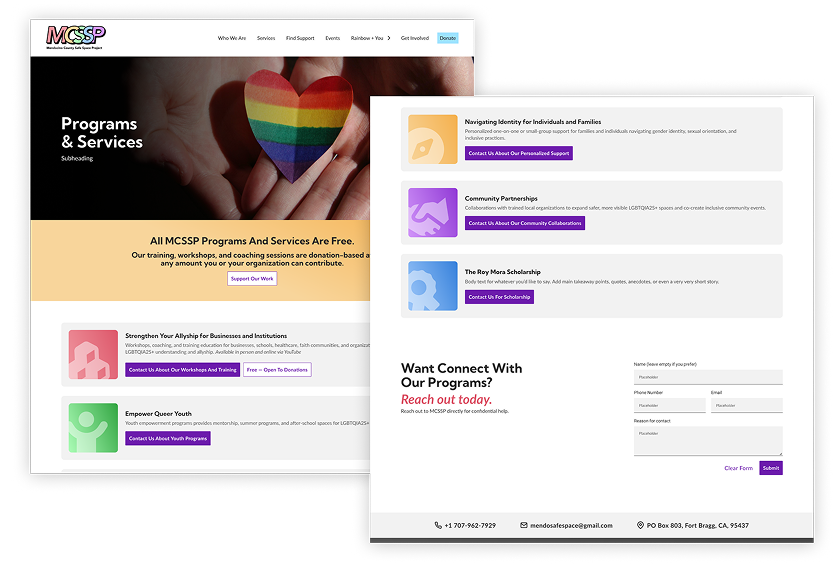 MCSSP
Mendocino County Safe Space Project
Who We Are
Services
Find Support
Events
Rainbow + You
Get Involved
Donate
Programs
& Services
Subheading
All MCSSP Programs And Services Are Free.
Our training, workshops, and coaching sessions are donation-based a
any amount you or your organization can contribute.
Support Our Work
Strengthen Your Allyship for Businesses and Institutions
Workshops, coaching, and training education for businesses, schools, healthcare, faith communities, and organizat
LGBTQIA2S+ understanding and allyship. Available in person and online via YouTube
Contact Us About Our Workshops And Training
Free — Open To Donations
Empower Queer Youth
Youth empowerment programs provides mentorship, summer programs, and after-school spaces for LGBTQIA2S+
Contact Us About Youth Programs
Navigating Identity for Individuals and Families
Personalized one-on-one or small-group support for families and individuals navigating gender identity, sexual orientation, and
inclusive practices.
Contact Us About Our Personalized Support
Community Partnerships
Collaborations with trained local organizations to expand safer, more visible LGBTQIA2S+ spaces and co-create inclusive community events.
Contact Us About Our Community Collaborations
The Roy Mora Scholarship
Body text for whatever you'd like to say. Add main takeaway points, quotes, anecdotes, or even a very very short story.
Contact Us For Scholarship
Want Connect With
Our Programs?
Reach out today.
Reach out to MCSSP directly for confidential help.
Name (leave empty if you prefer)
Placeholder
Phone Number
Email
Placeholder
Placeholder
Reason for contact
Placeholder
Clear Form
Submit
+1 707-962-7929
mendosafespace@gmail.com
PO Box 803, Fort Bragg, CA, 95437